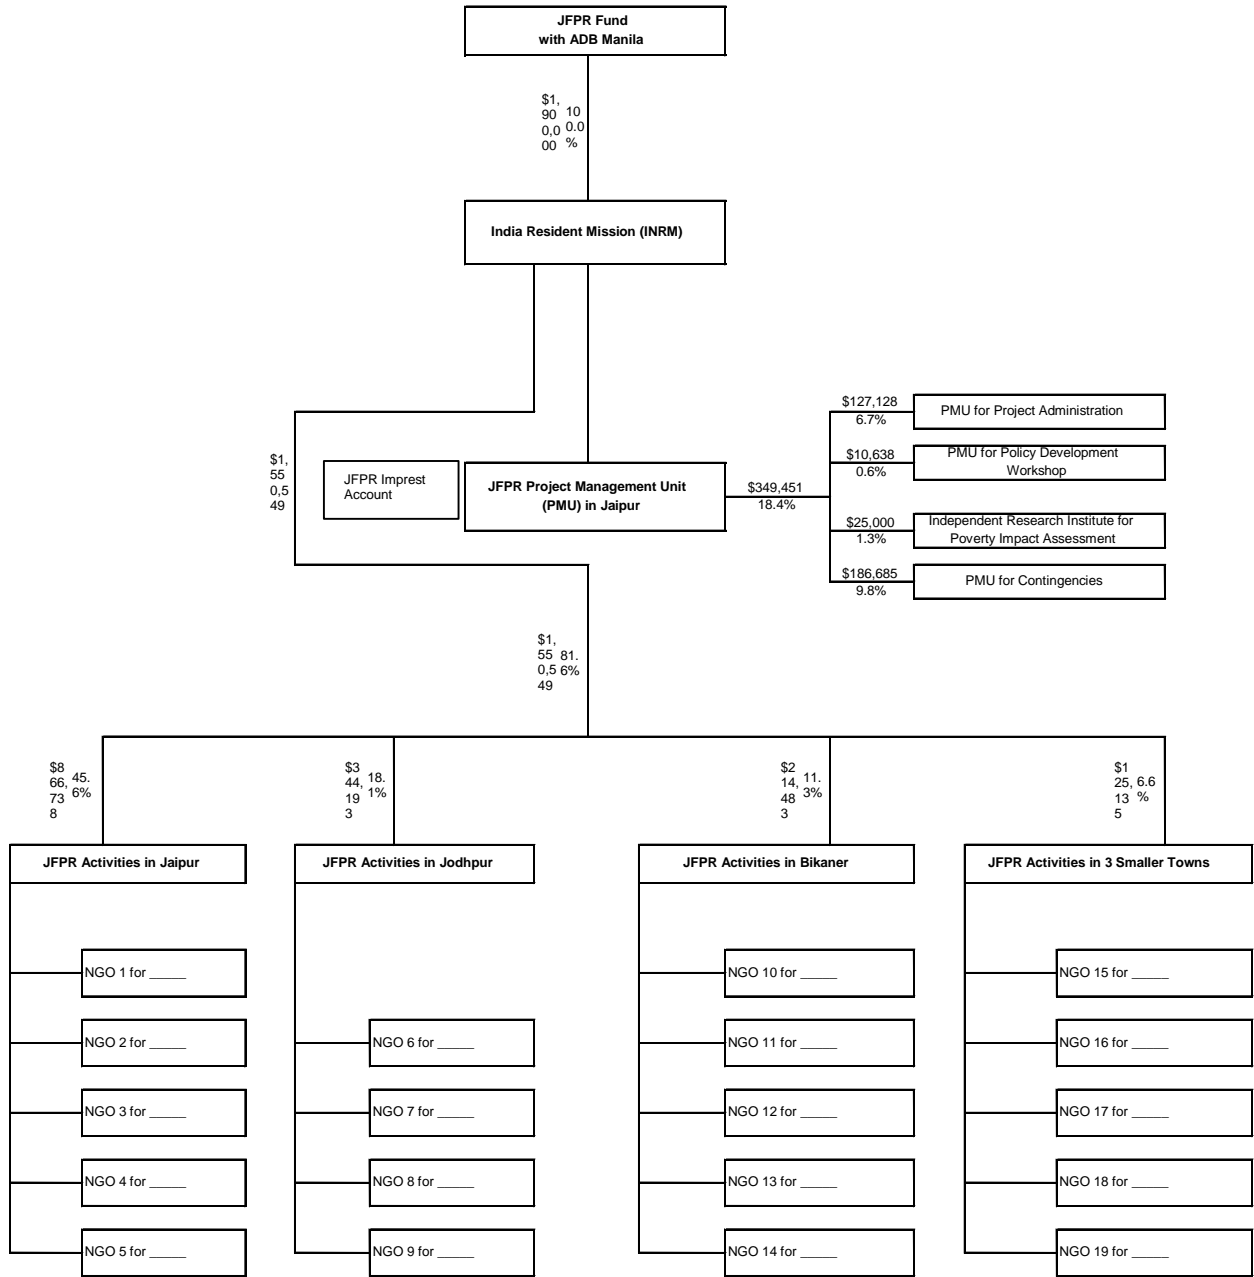 JFPR Fund
with ADB Manila
$1,
90
0,0
00
10
0.0
%
India Resident Mission (INRM)
$127,128
6.7%
PMU for Project Administration
$10,638
0.6%
PMU for Policy Development
Workshop
$1,
55
0,5
49
JFPR Imprest
Account
JFPR Project Management Unit
(PMU) in Jaipur
$349,451
18.4%
$25,000
1.3%
Independent Research Institute for
Poverty Impact Assessment
$186,685
9.8%
PMU for Contingencies
$1,
55
0,5
49
81.
6%
$8
66,
73
8
45.
6%
$3
44,
19
3
18.
1%
$2
14,
48
3
11.
3%
$1
25,
13
5
6.6
%
JFPR Activities in Jaipur
JFPR Activities in Jodhpur
JFPR Activities in Bikaner
JFPR Activities in 3 Smaller Towns
NGO 1 for _____
NGO 10 for _____
NGO 15 for _____
NGO 2 for _____
NGO 6 for _____
NGO 11 for _____
NGO 16 for _____
NGO 3 for _____
NGO 7 for _____
NGO 12 for _____
NGO 17 for _____
NGO 4 for _____
NGO 8 for _____
NGO 13 for _____
NGO 18 for _____
NGO 5 for _____
NGO 9 for _____
NGO 14 for _____
NGO 19 for _____